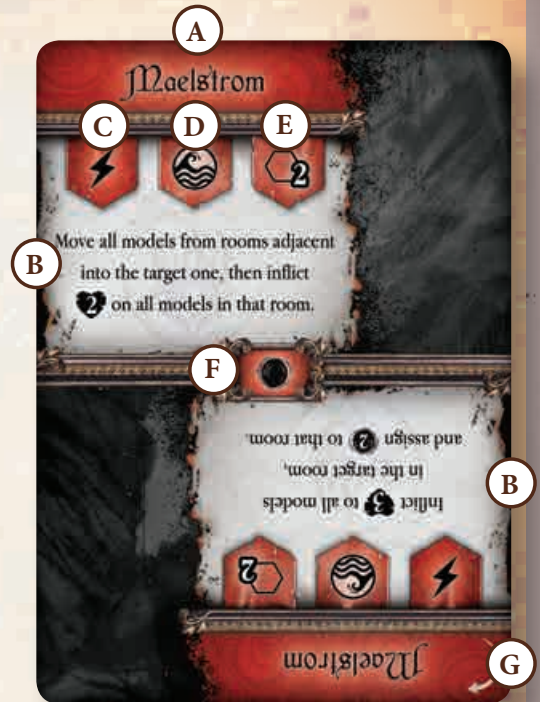 A
Maelstrom
C D E
2
B
Move all models from rooms adjacent
into the target one, then inflict
2 on all models in that room.
F
B
G
Maelstrom
2
Inflict to all models
in the target room,
and assign 2 to that room.